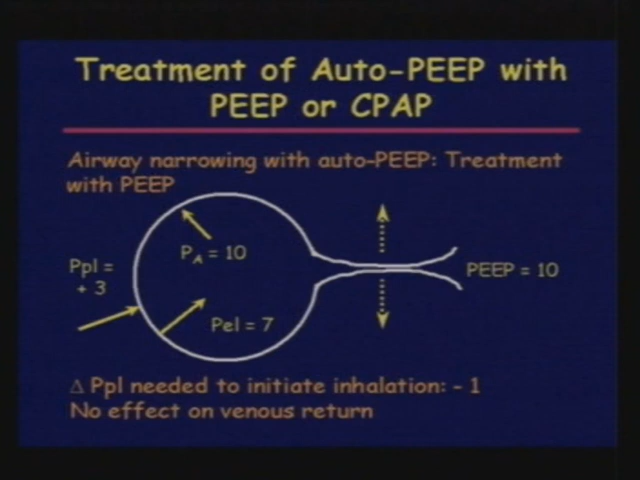 Treatment of Auto-PEEP with
PEEP or CPAP
Airway narrowing with auto-PEEP: Treatment
with PEEP
Ppl =
+ 3
PA = 10
Pel = 7
PEEP = 10
Δ Ppl needed to initiate inhalation: - 1
No effect on venous return